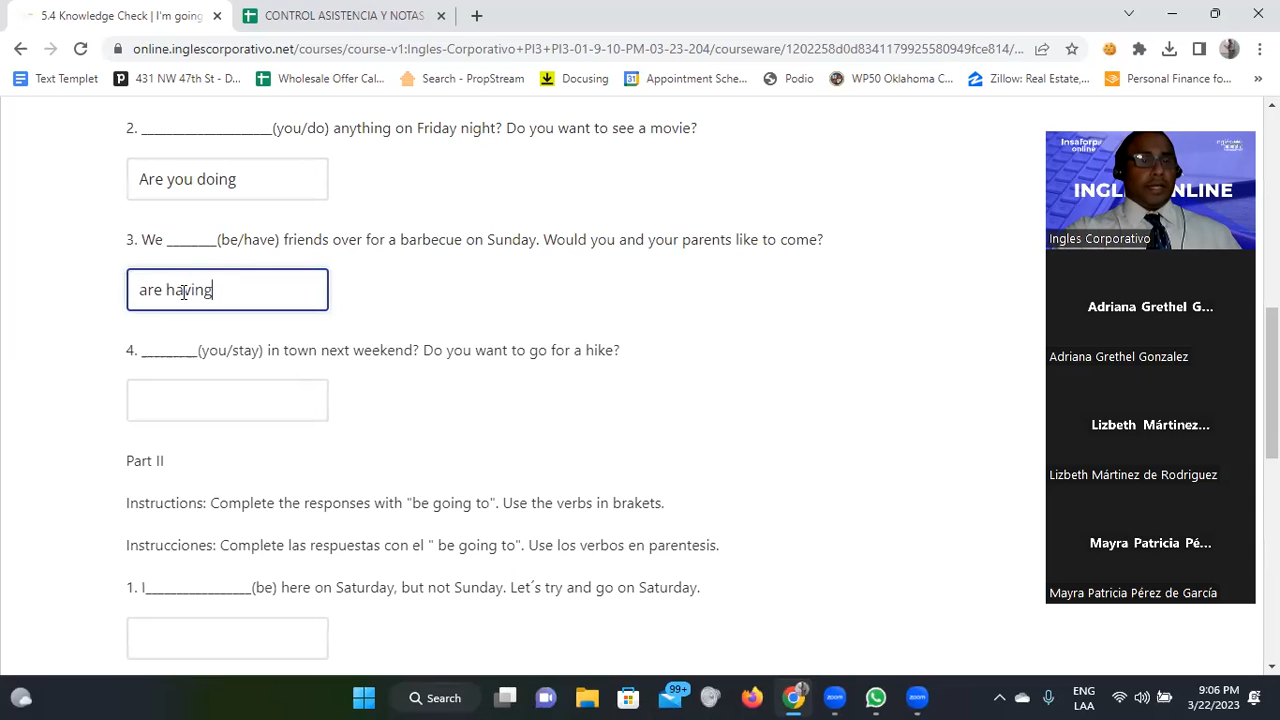 5.4 Knowledge Check | I'm going
CONTROL ASISTENCIA Y NOTAS
online.inglescorporativo.net/courses/course-v1:Ingles-Corporativo+PI3+PI3-01-9-10-PM-03-23-204/courseware/1202258d0d8341179925580949fce814/...
Text Templet
431 NW 47th St - D...
Wholesale Offer Cal...
Search - PropStream
Docusing
Appointment Sche...
Podio
WP50 Oklahoma C...
Zillow: Real Estate,...
Personal Finance fo...
2. ____________________(you/do) anything on Friday night? Do you want to see a movie?
Are you doing
3. We ________(be/have) friends over for a barbecue on Sunday. Would you and your parents like to come?
are having
4. _________(you/stay) in town next weekend? Do you want to go for a hike?
Part II
Instructions: Complete the responses with "be going to". Use the verbs in brakets.
Instrucciones: Complete las respuestas con el " be going to". Use los verbos en parentesis.
1. I_________________(be) here on Saturday, but not Sunday. Let´s try and go on Saturday.
Ingles Corporativo
Adriana Grethel G...
Adriana Grethel Gonzalez
Lizbeth Mártinez...
Lizbeth Mártinez de Rodriguez
Mayra Patricia Pé...
Mayra Patricia Pérez de García
Search
99+
ENG
LAA
9:06 PM
3/22/2023